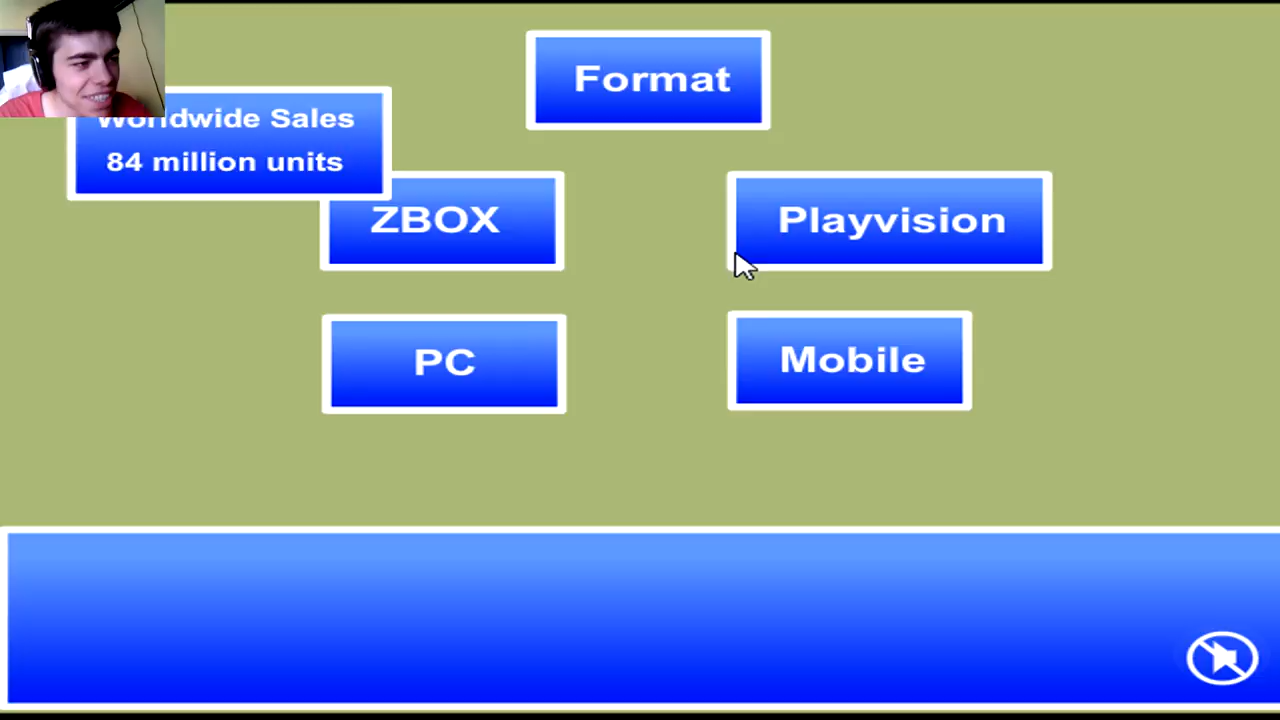 Format
Worldwide Sales
84 million units
ZBOX
Playvision
PC
Mobile